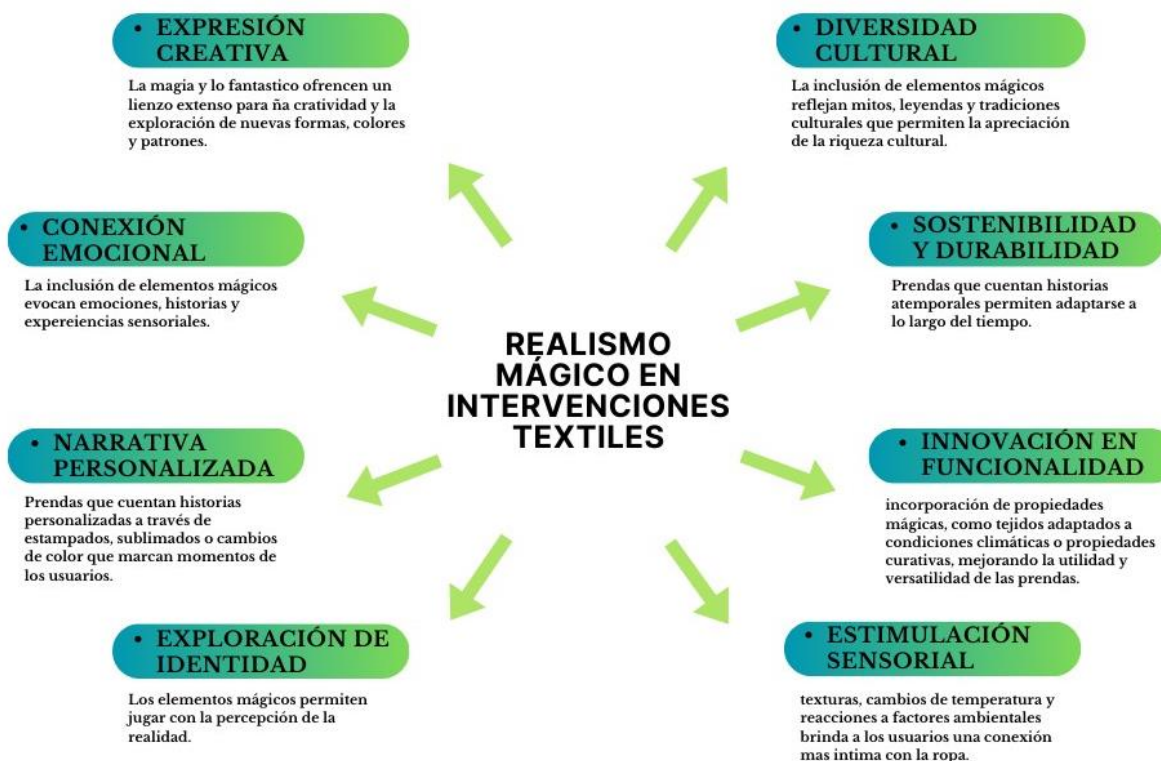 • EXPRESIÓN
CREATIVA
La magia y lo fantastico ofrencen un
lienzo extenso para ña cratividad y la
exploración de nuevas formas, colores
y patrones.
• DIVERSIDAD
CULTURAL
La inclusión de elementos mágicos
reflejan mitos, leyendas y tradiciones
culturales que permiten la apreciación
de la riqueza cultural.
• CONEXIÓN
EMOCIONAL
La inclusión de elementos mágicos
evocan emociones, historias y
expereiencias sensoriales.
• SOSTENIBILIDAD
Y DURABILIDAD
Prendas que cuentan historias
atemporales permiten adaptarse a
lo largo del tiempo.
REALISMO
MÁGICO EN
INTERVENCIONES
TEXTILES
• NARRATIVA
PERSONALIZADA
Prendas que cuentan historias
personalizadas a través de
estampados, sublimados o cambios
de color que marcan momentos de
los usuarios.
• INNOVACIÓN EN
FUNCIONALIDAD
incorporación de propiedades
mágicas, como tejidos adaptados a
condiciones climáticas o propiedades
curativas, mejorando la utilidad y
versatilidad de las prendas.
• EXPLORACIÓN DE
IDENTIDAD
Los elementos mágicos permiten
jugar con la percepción de la
realidad.
• ESTIMULACIÓN
SENSORIAL
texturas, cambios de temperatura y
reacciones a factores ambientales
brinda a los usuarios una conexión
mas intima con la ropa.